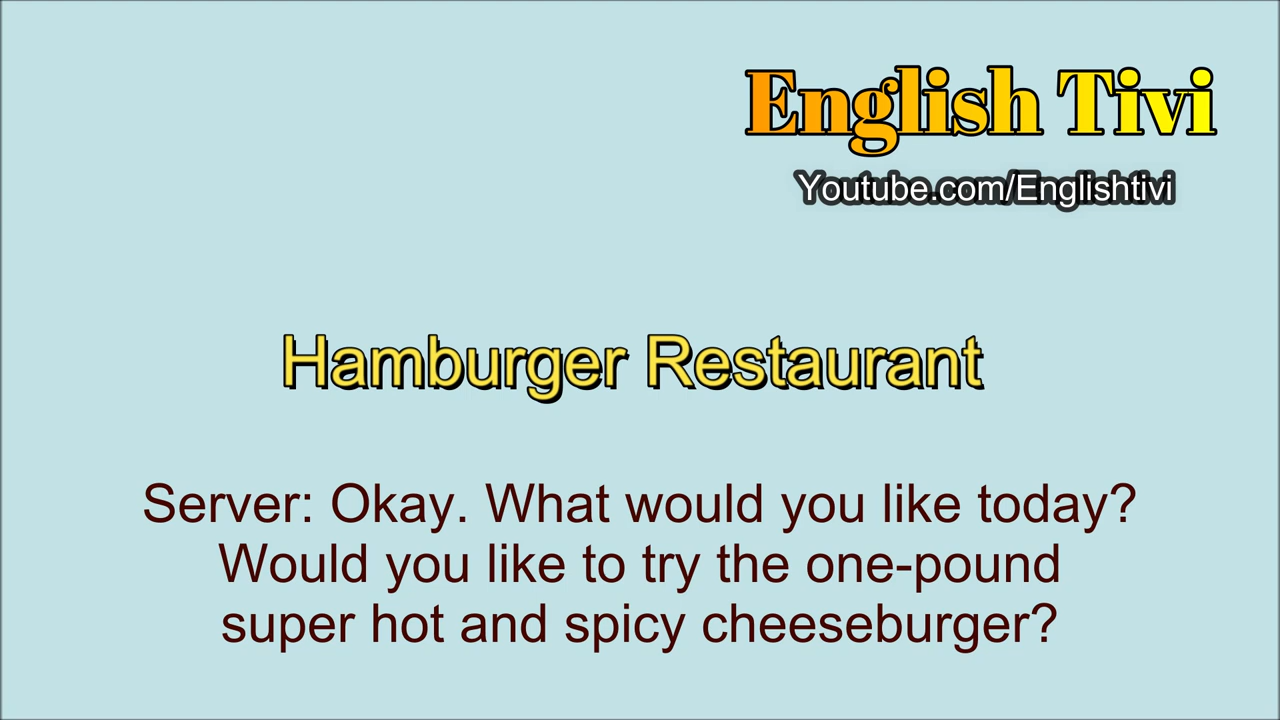 English Tivi
Youtube.com/Englishtivi
Hamburger Restaurant
Server: Okay. What would you like today?
Would you like to try the one-pound
super hot and spicy cheeseburger?